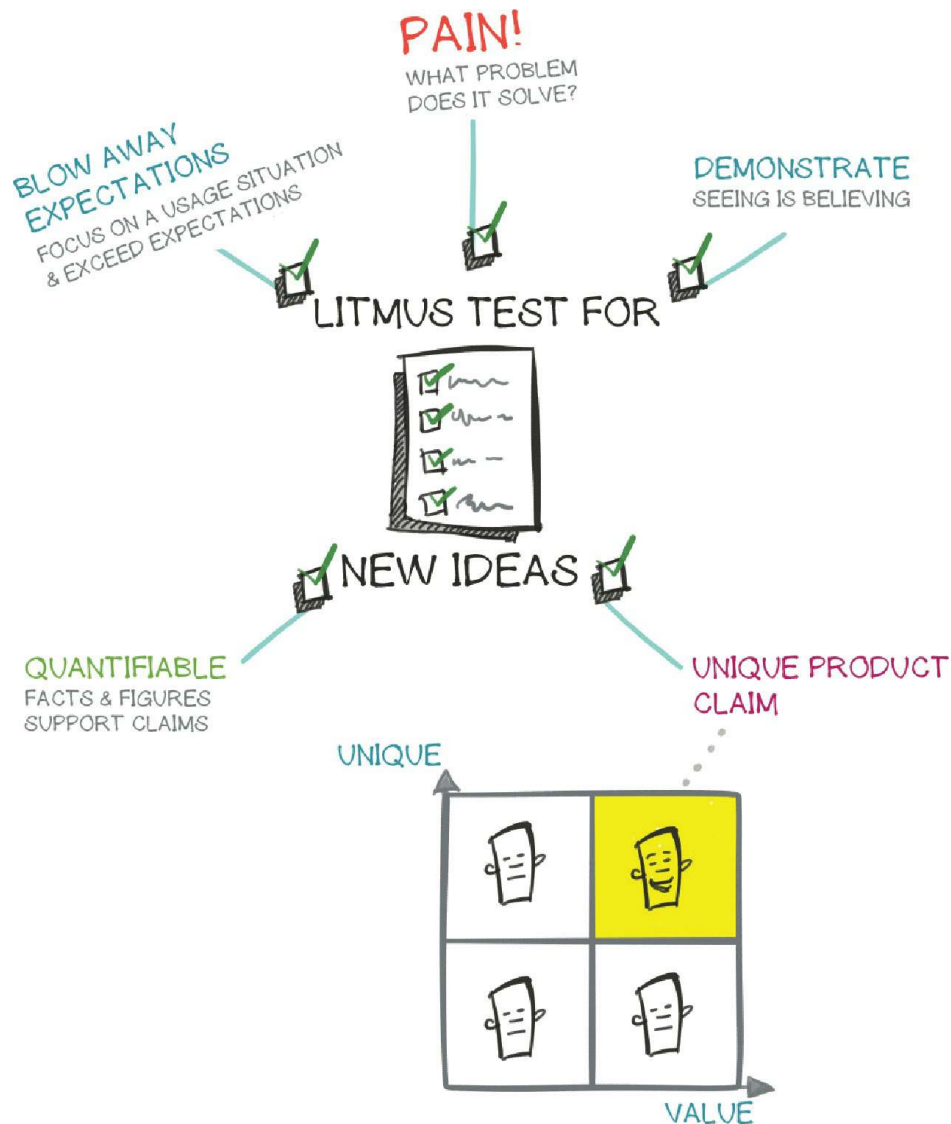 PAIN!
WHAT PROBLEM
DOES IT SOLVE?
BLOW AWAY
EXPECTATIONS
FOCUS ON A USAGE SITUATION
& EXCEED EXPECTATIONS
DEMONSTRATE
SEEING IS BELIEVING
LITMUS TEST FOR
NEW IDEAS
QUANTIFIABLE
FACTS & FIGURES
SUPPORT CLAIMS
UNIQUE PRODUCT
CLAIM
UNIQUE
VALUE